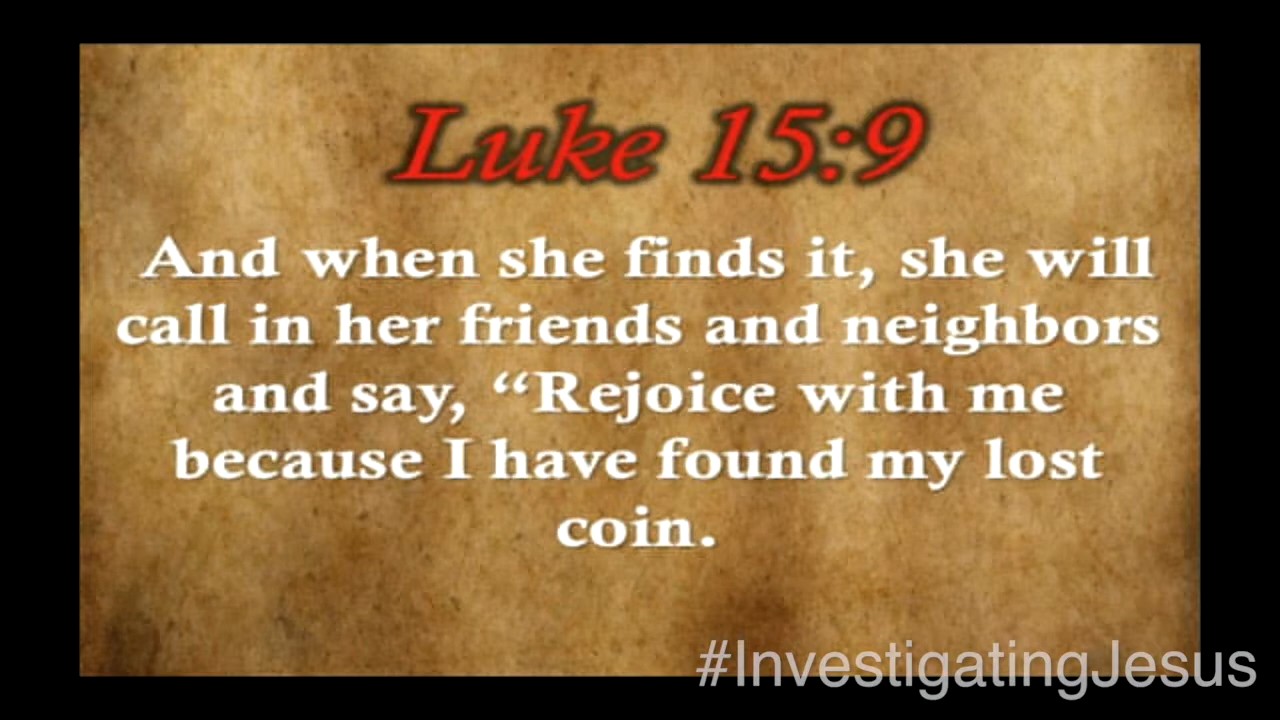 Luke 15:9
And when she finds it, she will
call in her friends and neighbors
and say, “Rejoice with me
because I have found my lost
coin.
#InvestigatingJesus